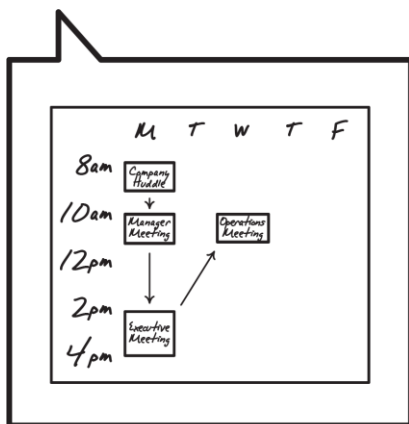 M T W T F
8am
Company
Huddle
10am
Manager
Meeting
Operations
Meeting
12pm
2pm
Executive
Meeting
4pm